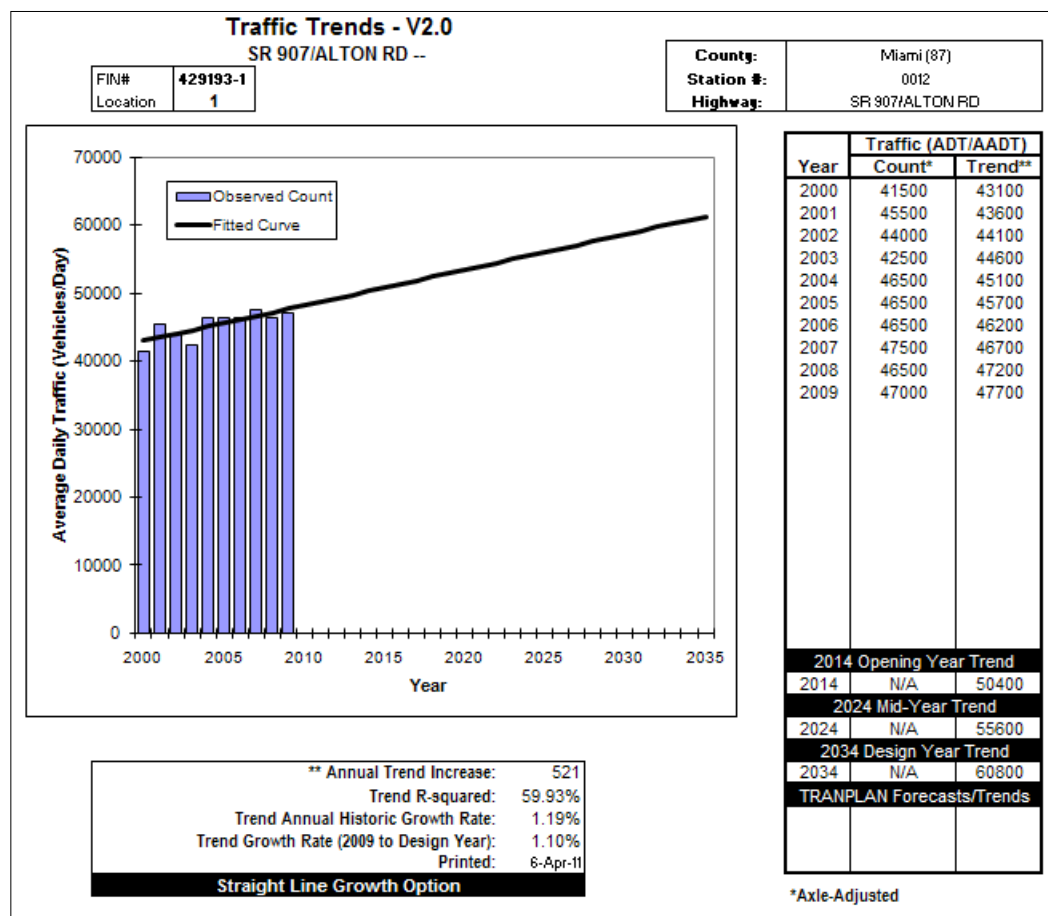 Traffic Trends - V2.0
SR 907/ALTON RD --
FIN# 429193-1
Location 1
County: Miami (87)
Station #: 0012
Highway: SR 907/ALTON RD
70000
60000
50000
40000
30000
20000
10000
0
Average Daily Traffic (Vehicles/Day)
Observed Count
Fitted Curve
2000 2005 2010 2015 2020 2025 2030 2035
Year
Traffic (ADT/AADT)
Year Count* Trend**
2000 41500 43100
2001 45500 43600
2002 44000 44100
2003 42500 44600
2004 46500 45100
2005 46500 45700
2006 46500 46200
2007 47500 46700
2008 46500 47200
2009 47000 47700
2014 Opening Year Trend
2014 N/A 50400
2024 Mid-Year Trend
2024 N/A 55600
2034 Design Year Trend
2034 N/A 60800
TRANPLAN Forecasts/Trends
** Annual Trend Increase: 521
Trend R-squared: 59.93%
Trend Annual Historic Growth Rate: 1.19%
Trend Growth Rate (2009 to Design Year): 1.10%
Printed: 6-Apr-11
Straight Line Growth Option
*Axle-Adjusted